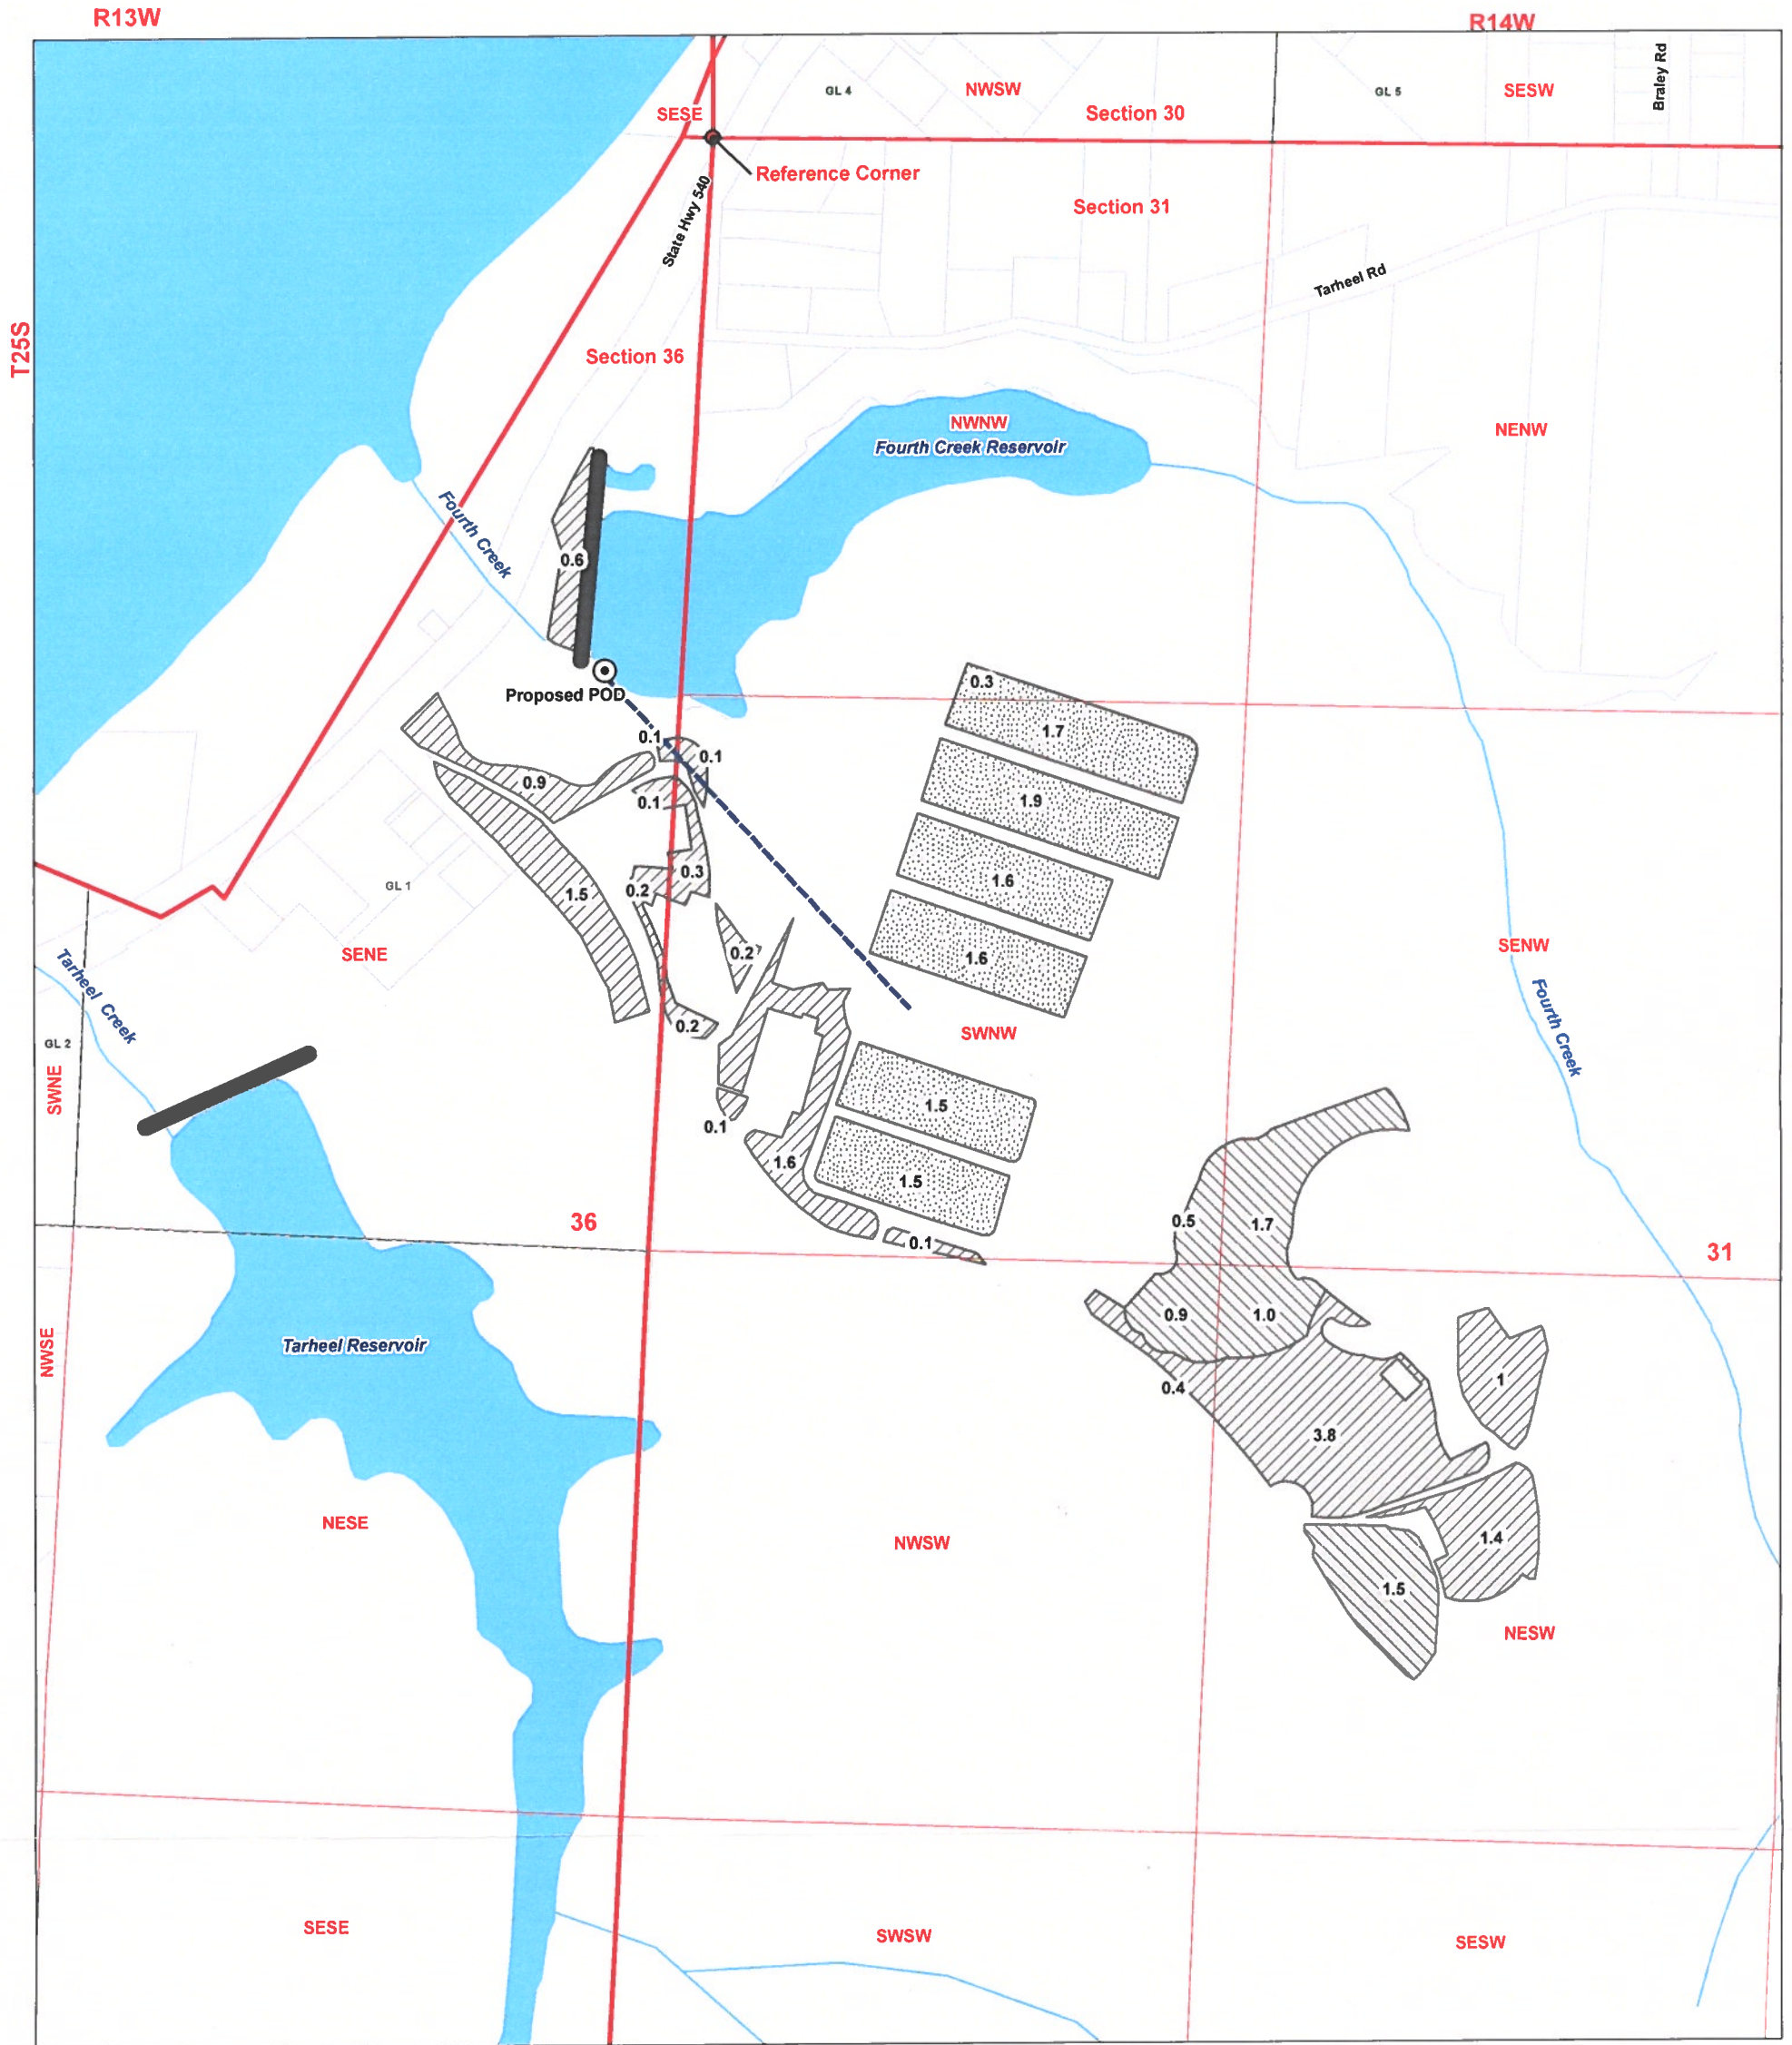 R13W
R14W
GL 4
NWSW
GL 5
SESW
Braley Rd
SESE
Section 30
Reference Corner
State Hwy 540
Section 31
Tarheel Rd
T25S
Section 36
NWNW
Fourth Creek Reservoir
NENW
Fourth Creek
0.6
Proposed POD
0.3
1.7
0.1
0.1
0.9
0.1
1.9
0.3
0.2
1.6
GL 1
1.5
SENE
0.2
1.6
SENW
Tarheel Creek
Fourth Creek
0.2
SWNW
GL 2
SWNE
1.5
0.1
1.6
1.5
36
0.5
1.7
0.1
31
0.9
1.0
NWSE
Tarheel Reservoir
0.4
1
3.8
NESE
NWSW
1.4
1.5
NESW
SESE
SWSW
SESW